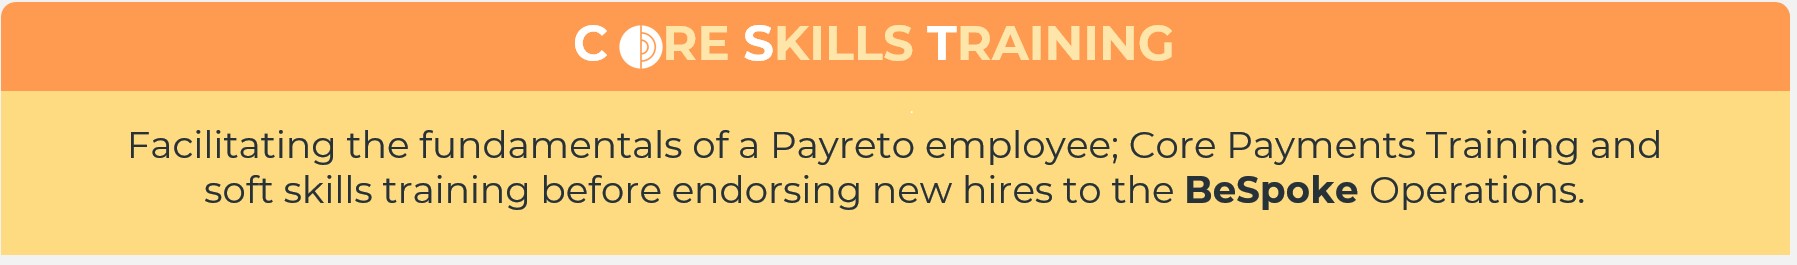 CORE SKILLS TRAINING
Facilitating the fundamentals of a Payreto employee; Core Payments Training and
soft skills training before endorsing new hires to the BeSpoke Operations.